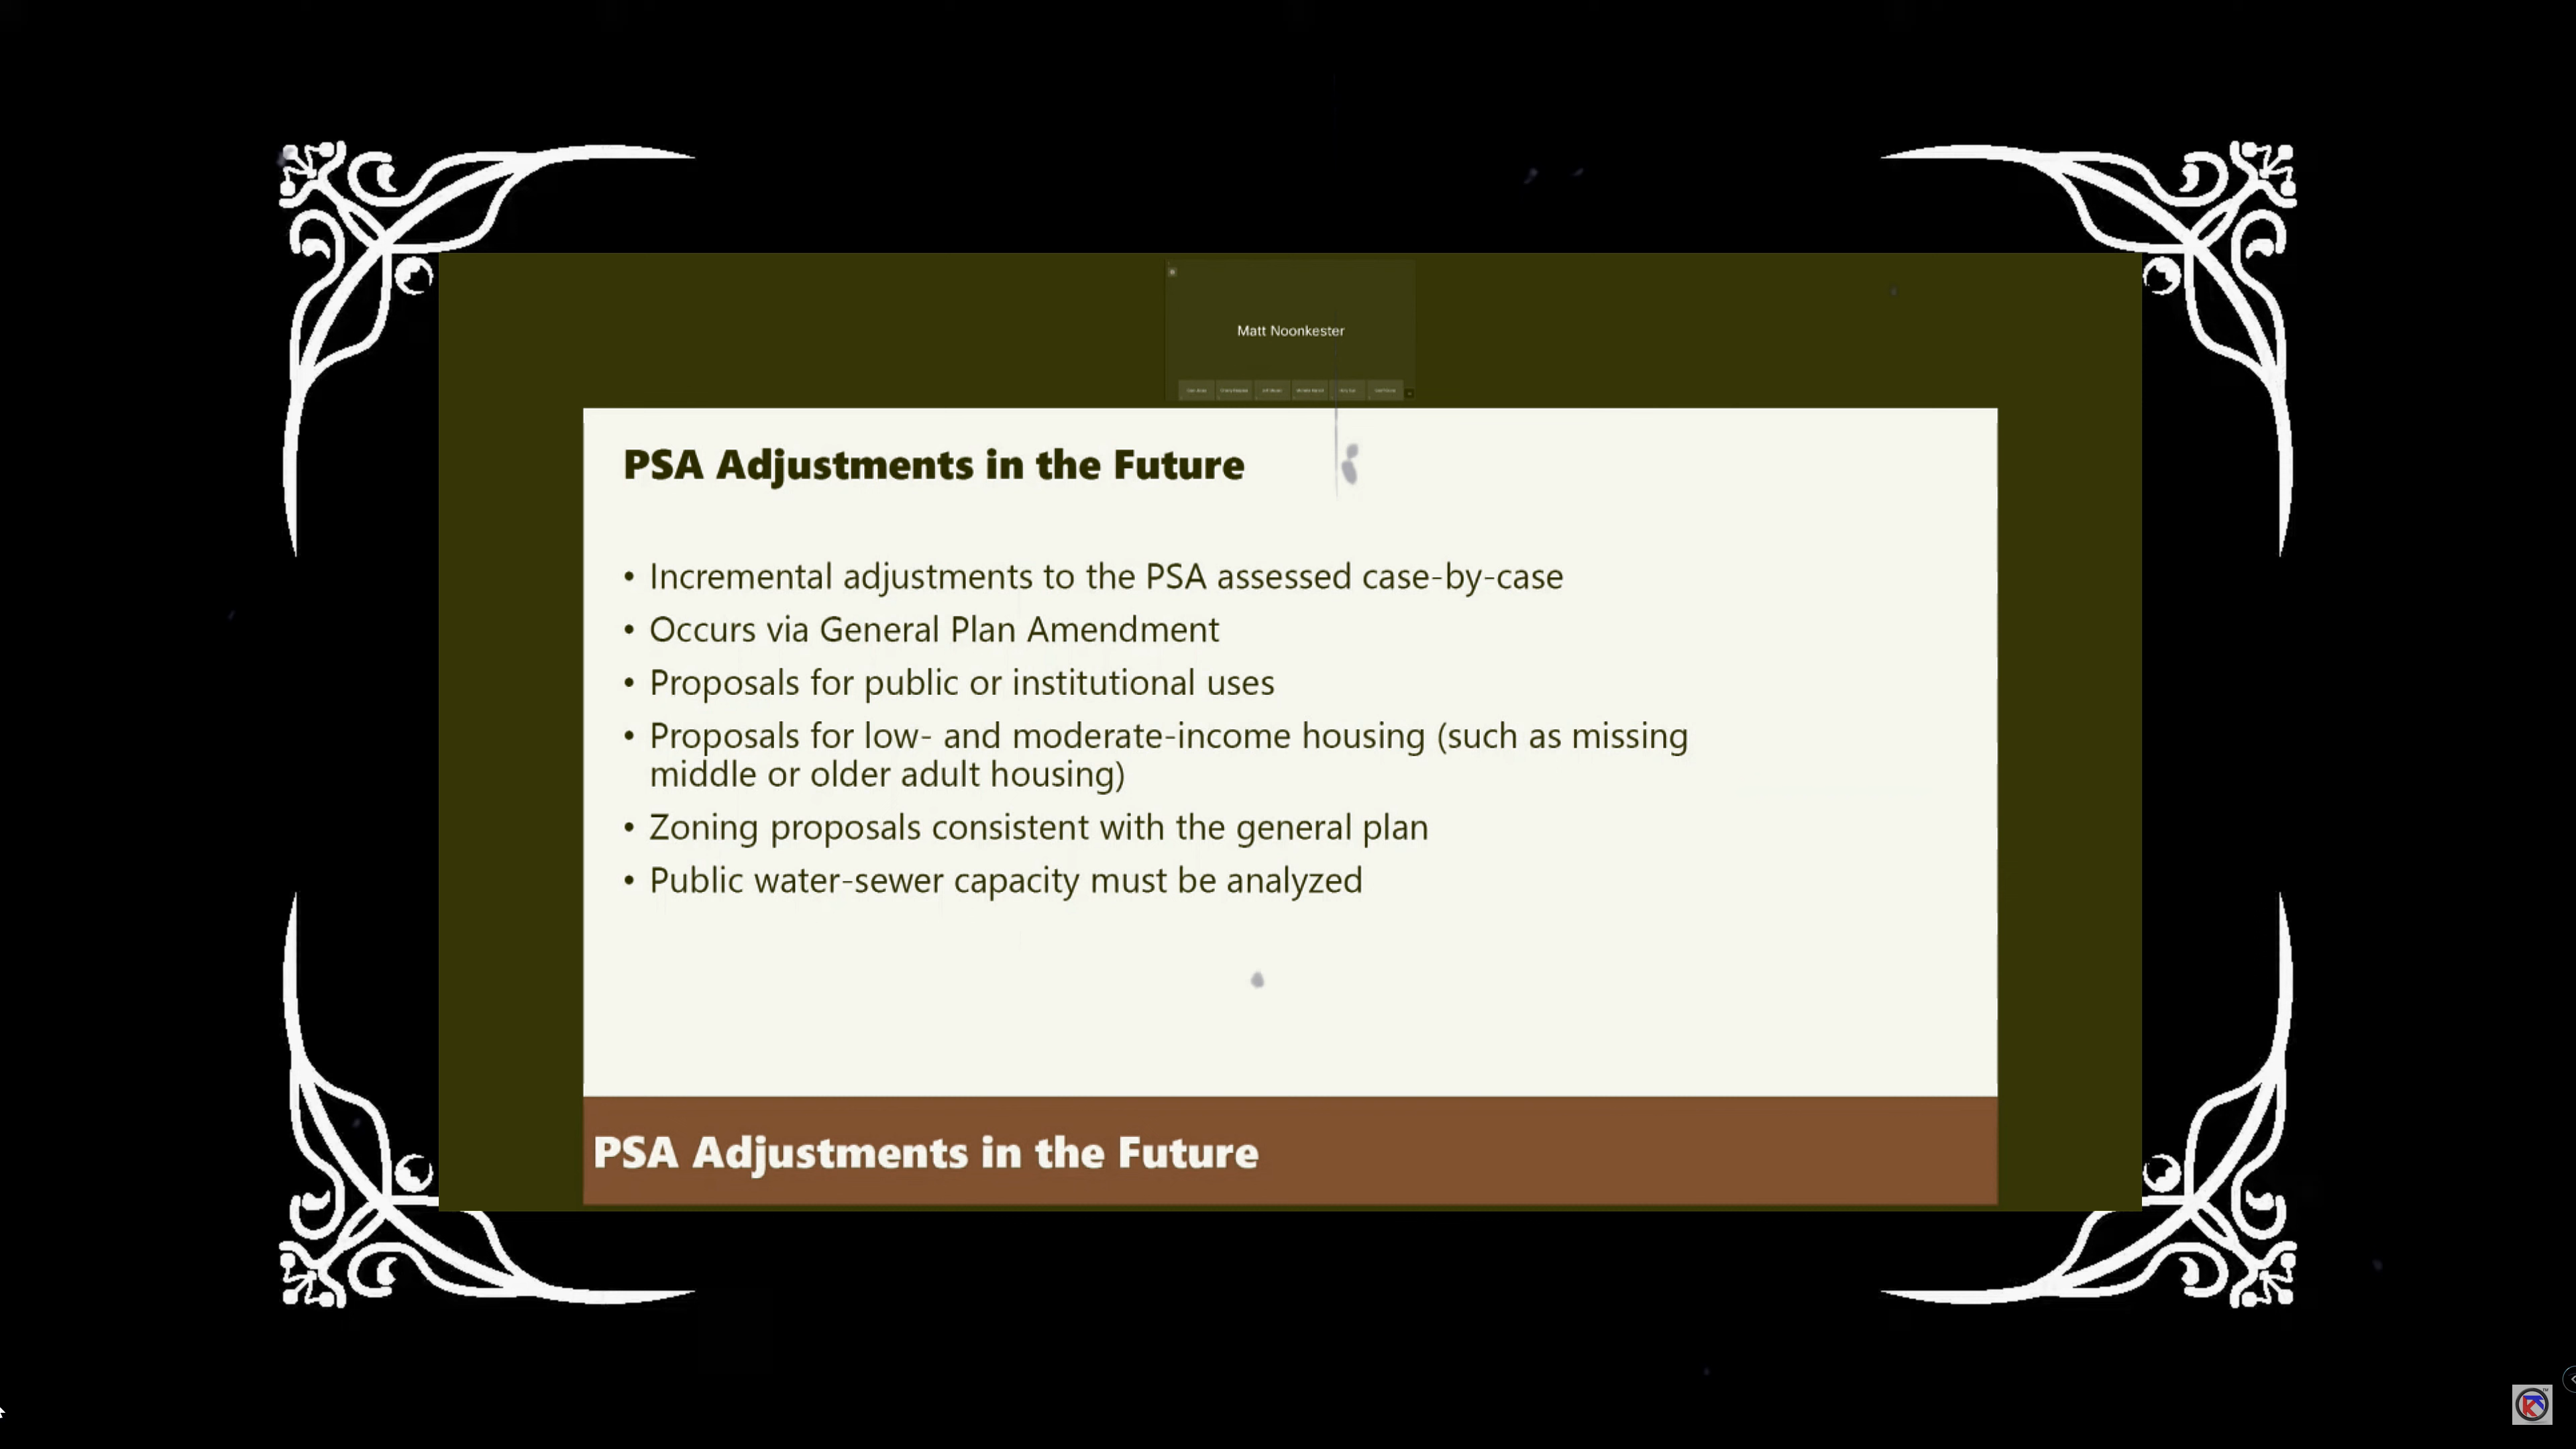 Matt Noonkester
PSA Adjustments in the Future
• Incremental adjustments to the PSA assessed case-by-case
• Occurs via General Plan Amendment
• Proposals for public or institutional uses
• Proposals for low- and moderate-income housing (such as missing
middle or older adult housing)
• Zoning proposals consistent with the general plan
• Public water-sewer capacity must be analyzed
PSA Adjustments in the Future